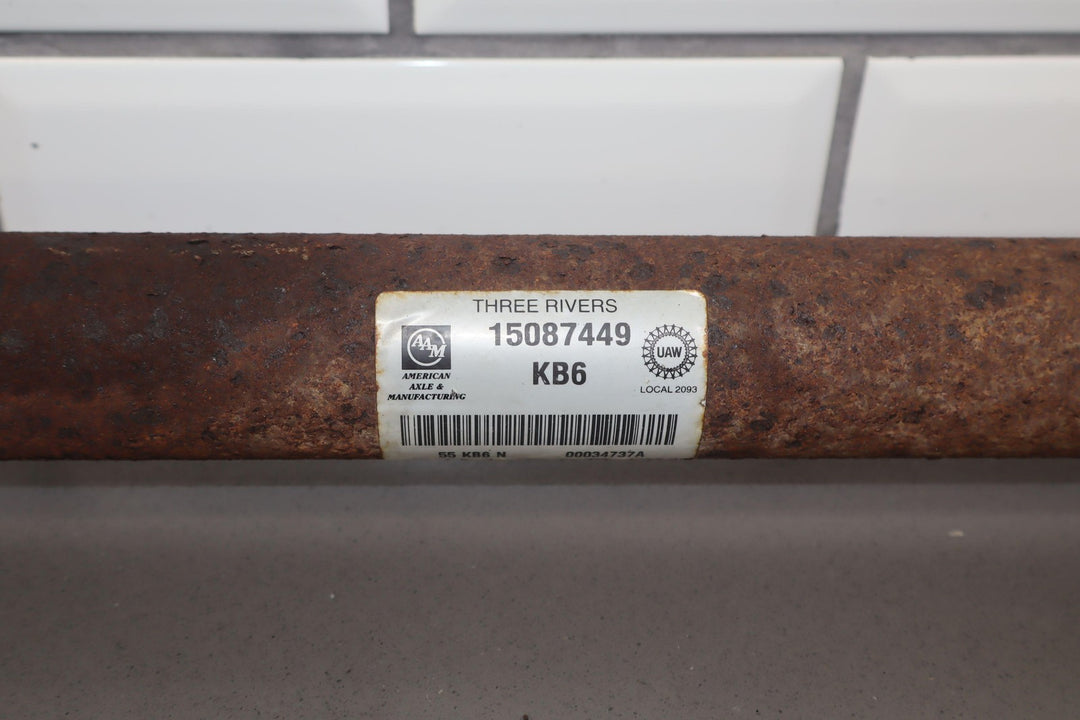 THREE RIVERS
15087449
KB6
AAM
AMERICAN
AXLE &
MANUFACTURING
UAW
LOCAL 2093
55 KB6 N 00034737A